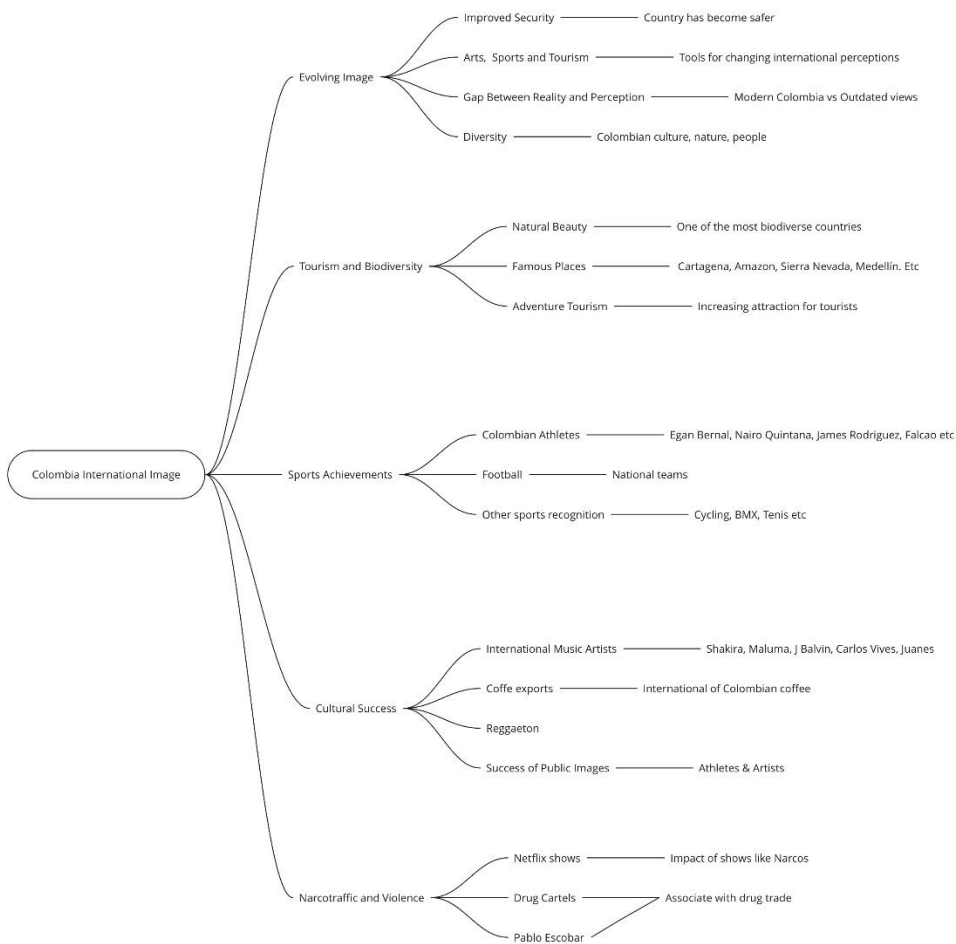 Colombia International Image
Evolving Image
Improved Security
Country has become safer
Arts, Sports and Tourism
Tools for changing international perceptions
Gap Between Reality and Perception
Modern Colombia vs Outdated views
Diversity
Colombian culture, nature, people
Tourism and Biodiversity
Natural Beauty
One of the most biodiverse countries
Famous Places
Cartagena, Amazon, Sierra Nevada, Medellín. Etc
Adventure Tourism
Increasing attraction for tourists
Sports Achievements
Colombian Athletes
Egan Bernal, Nairo Quintana, James Rodriguez, Falcao etc
Football
National teams
Other sports recognition
Cycling, BMX, Tenis etc
Cultural Success
International Music Artists
Shakira, Maluma, J Balvin, Carlos Vives, Juanes
Coffe exports
International of Colombian coffee
Reggaeton
Success of Public Images
Athletes & Artists
Narcotraffic and Violence
Netflix shows
Impact of shows like Narcos
Drug Cartels
Associate with drug trade
Pablo Escobar